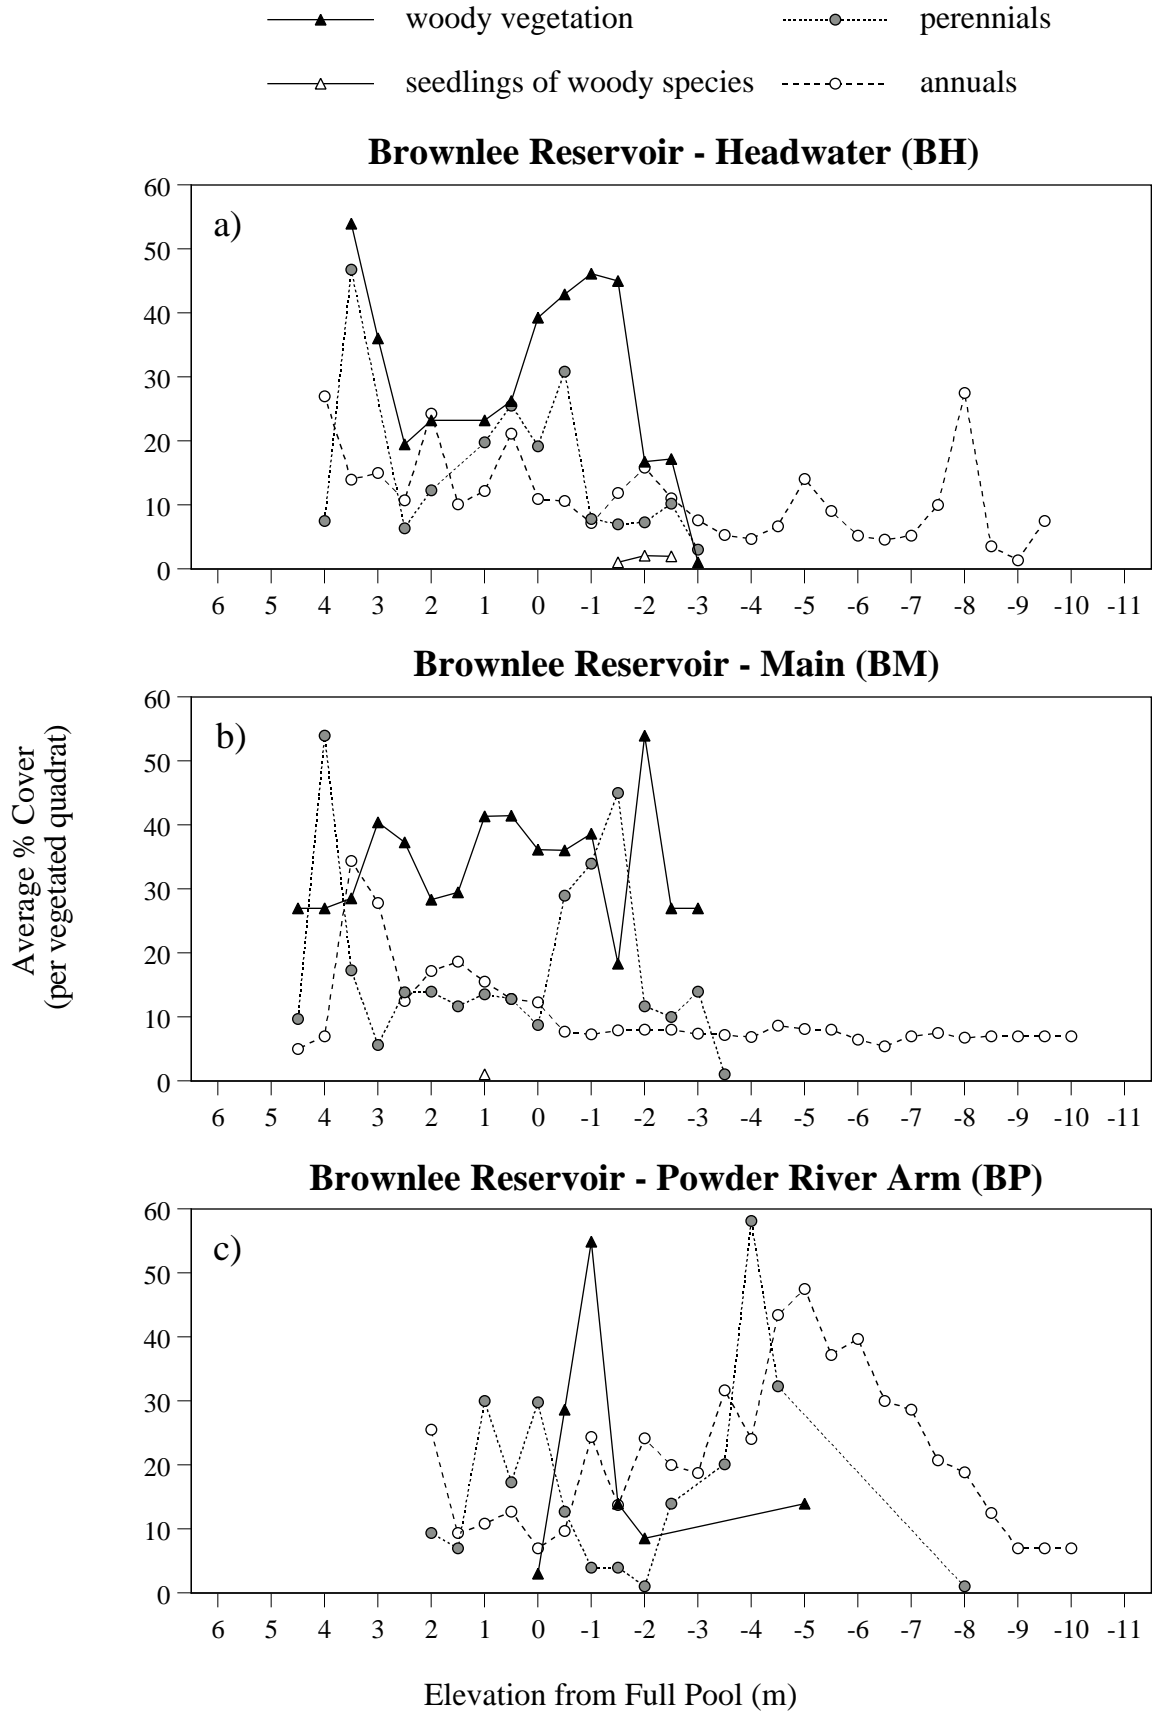 woody vegetation perennials
seedlings of woody species annuals
Brownlee Reservoir - Headwater (BH)
a)
60
50
40
30
20
10
0
6 5 4 3 2 1 0 -1 -2 -3 -4 -5 -6 -7 -8 -9 -10 -11
Brownlee Reservoir - Main (BM)
b)
60
50
40
30
20
10
0
6 5 4 3 2 1 0 -1 -2 -3 -4 -5 -6 -7 -8 -9 -10 -11
Average % Cover
(per vegetated quadrat)
Brownlee Reservoir - Powder River Arm (BP)
c)
60
50
40
30
20
10
0
6 5 4 3 2 1 0 -1 -2 -3 -4 -5 -6 -7 -8 -9 -10 -11
Elevation from Full Pool (m)